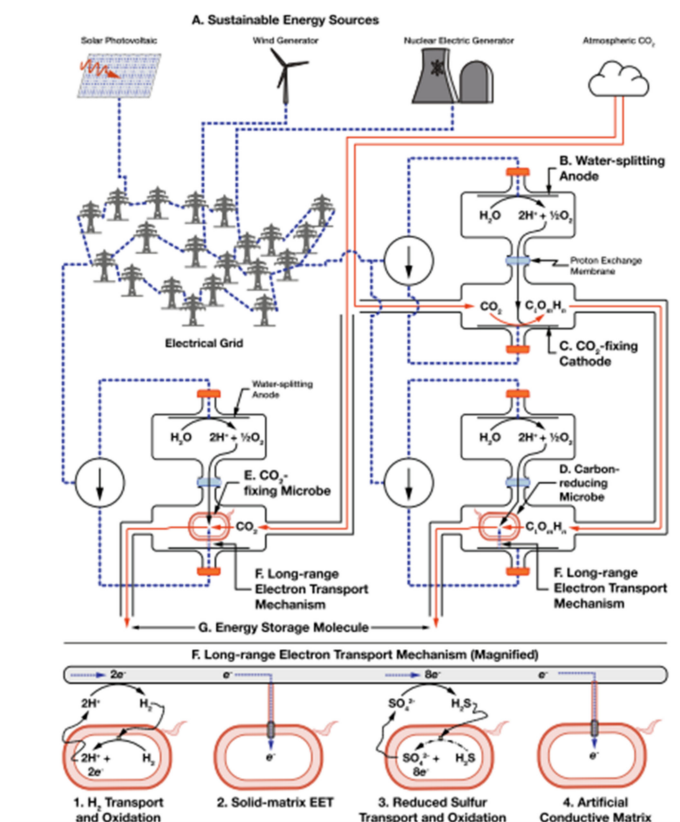 A. Sustainable Energy Sources
Solar Photovoltaic
Wind Generator
Nuclear Electric Generator
Atmospheric CO₂
B. Water-splitting
Anode
H₂O 2H⁺ + ½O₂
Proton Exchange
Membrane
CO₂ CₗOₘHₙ
C. CO₂-fixing
Cathode
Electrical Grid
Water-splitting
Anode
H₂O 2H⁺ + ½O₂
E. CO₂-
fixing Microbe
CO₂
F. Long-range
Electron Transport
Mechanism
H₂O 2H⁺ + ½O₂
D. Carbon-
reducing
Microbe
CₗOₘHₙ
F. Long-range
Electron Transport
Mechanism
G. Energy Storage Molecule
F. Long-range Electron Transport Mechanism (Magnified)
2e⁻ e⁻ 8e⁻ e⁻
2H⁺ H₂ SO₄²⁻ H₂S
2H⁺ + H₂
2e⁻
e⁻
SO₄²⁻ + H₂S
8e⁻
e⁻
1. H₂ Transport
and Oxidation
2. Solid-matrix EET
3. Reduced Sulfur
Transport and Oxidation
4. Artificial
Conductive Matrix